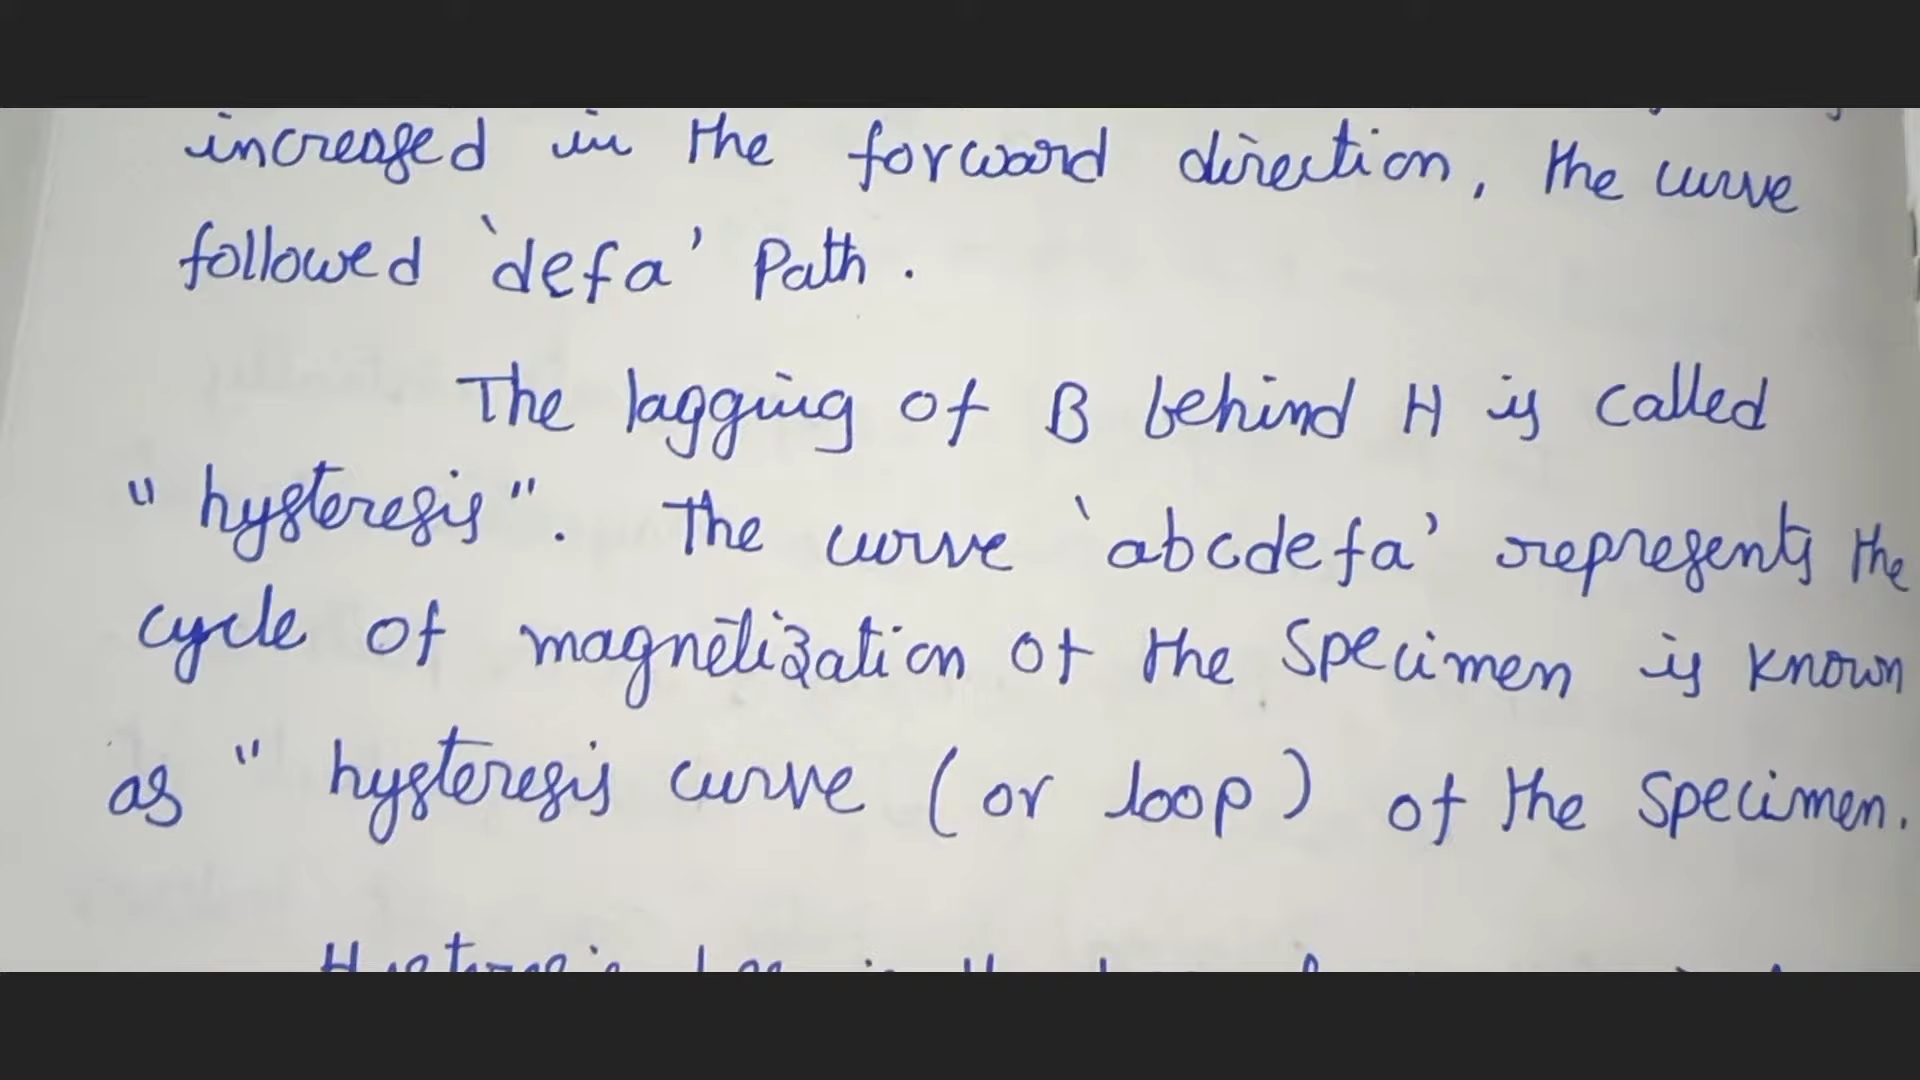 increased in the forward direction, the curve
followed 'defa' Path.
The lagging of B behind H is called
"hysteresis". The curve 'abcdefa' represents the
cycle of magnetization of the specimen is known
as "hysteresis curve (or loop) of the specimen.